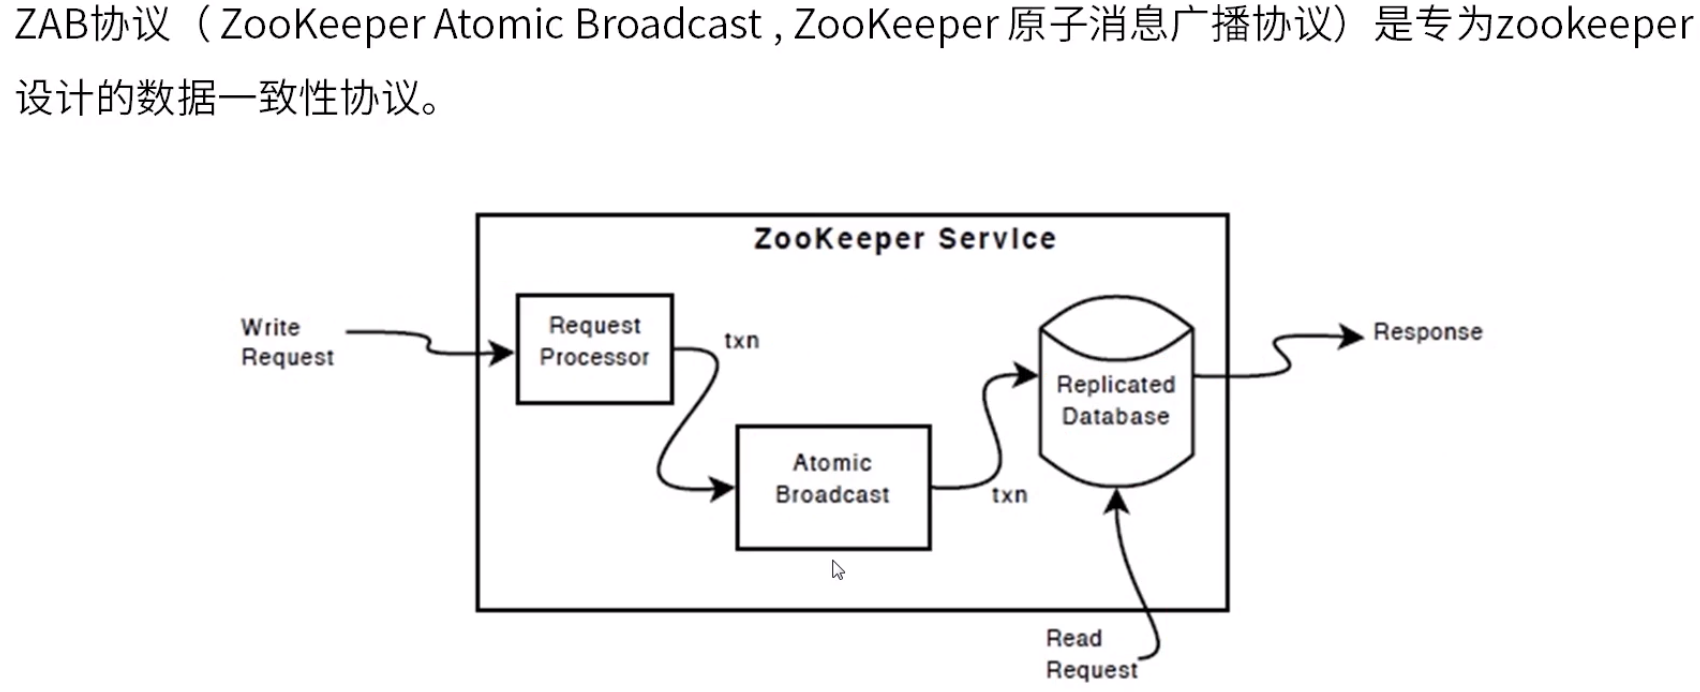 ZAB协议（ZooKeeper Atomic Broadcast , ZooKeeper 原子消息广播协议）是专为zookeeper
设计的数据一致性协议。
ZooKeeper Service
Write
Request
Request
Processor
txn
Atomic
Broadcast
txn
Replicated
Database
Response
Read
Request